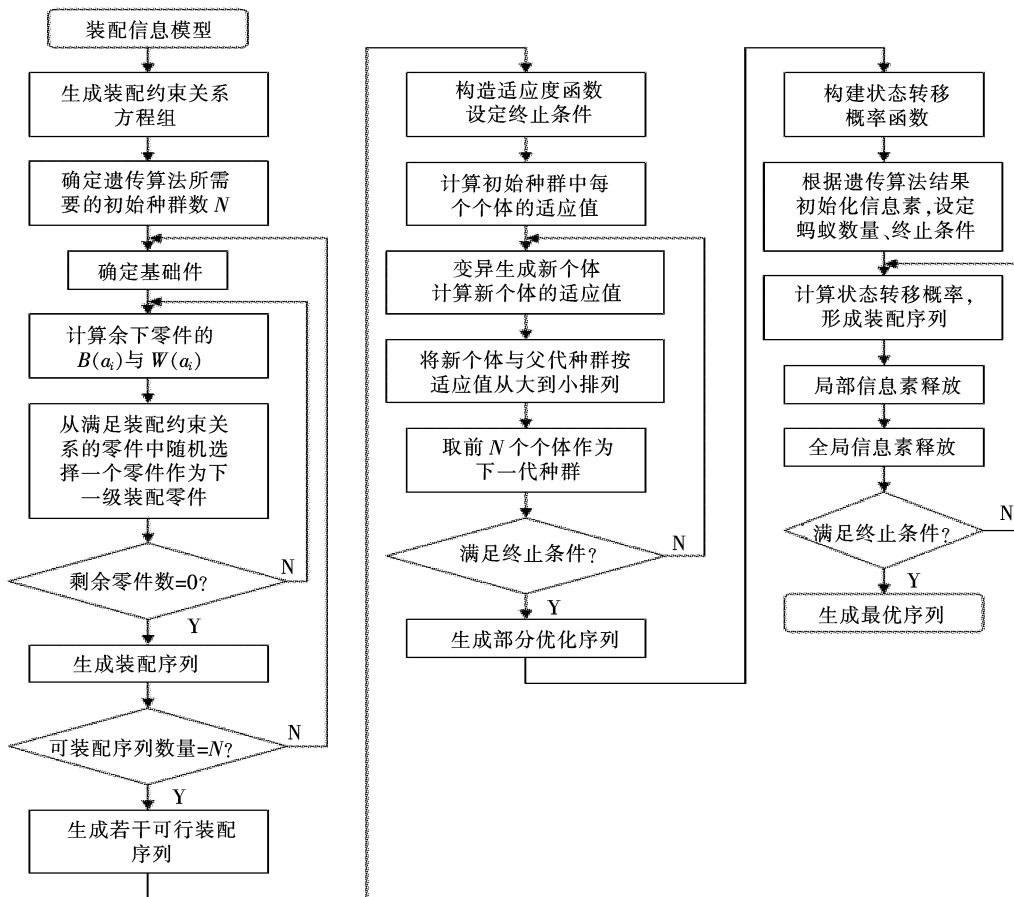 装配信息模型
生成装配约束关系
方程组
确定遗传算法所需
要的初始种群数 N
确定基础件
计算余下零件的
B(aᵢ)与 W(aᵢ)
从满足装配约束关
系的零件中随机选
择一个零件作为下
一级装配零件
剩余零件数=0?
N
Y
生成装配序列
可装配序列数量=N?
N
Y
生成若干可行装配
序列
构造适应度函数
设定终止条件
计算初始种群中每
个个体的适应值
变异生成新个体
计算新个体的适应值
将新个体与父代种群按
适应值从大到小排列
取前 N 个个体作为
下一代种群
满足终止条件?
N
Y
生成部分优化序列
构建状态转移
概率函数
根据遗传算法结果
初始化信息素,设定
蚂蚁数量、终止条件
计算状态转移概率,
形成装配序列
局部信息素释放
全局信息素释放
满足终止条件?
N
Y
生成最优序列